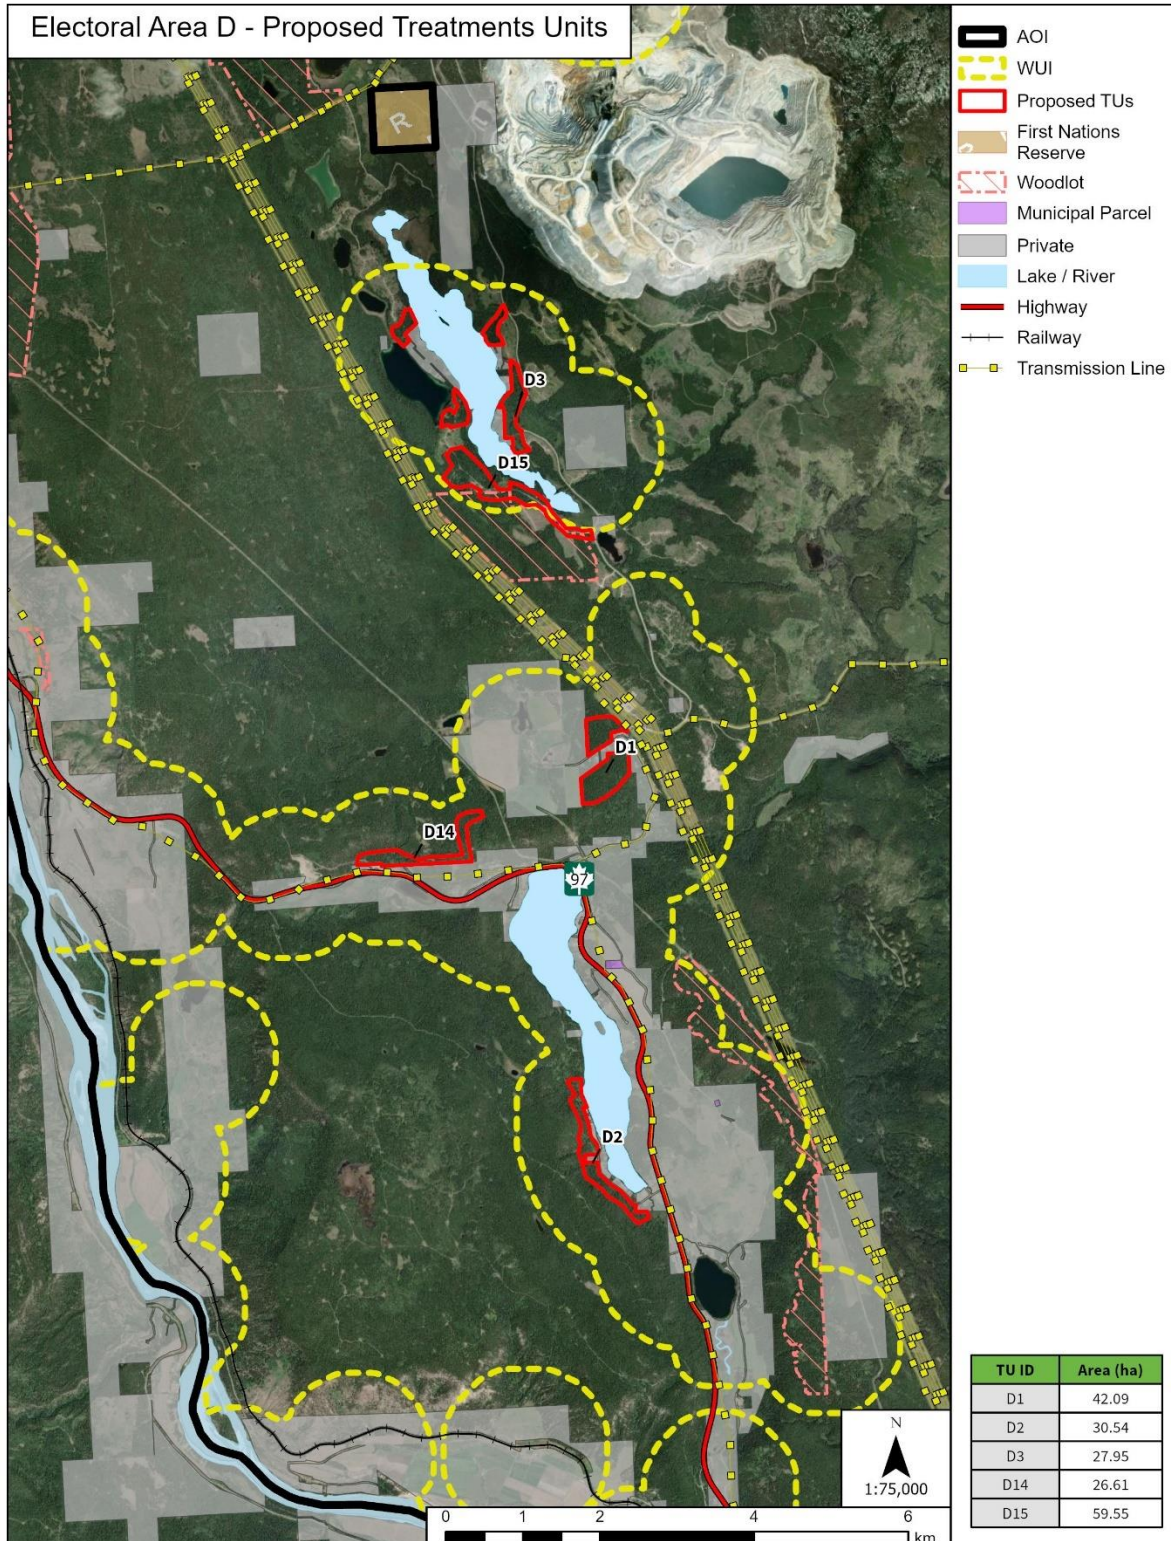 Electoral Area D - Proposed Treatments Units
AOI
WUI
Proposed TUs
First Nations
Reserve
Woodlot
Municipal Parcel
Private
Lake / River
Highway
Railway
Transmission Line
R
D3
D15
D1
D14
97
D2
TU ID Area (ha)
D1 42.09
D2 30.54
D3 27.95
D14 26.61
D15 59.55
N
1:75,000
0 1 2 4 6
km